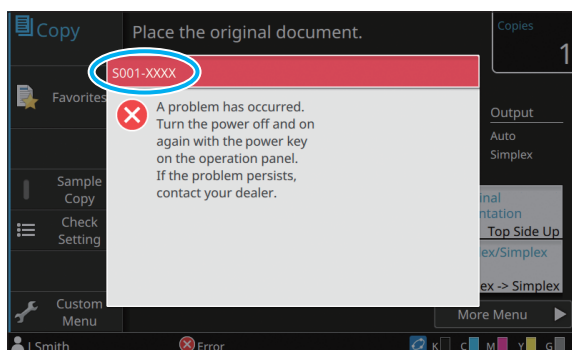 Copy
Place the original document.
Copies
1
S001-XXXX
Favorites
A problem has occurred.
Turn the power off and on
again with the power key
on the operation panel.
If the problem persists,
contact your dealer.
Output
Auto
Simplex
Sample
Copy
Check
Setting
Top Side Up
-> Simplex
Custom
Menu
More Menu
Error
K C M Y G